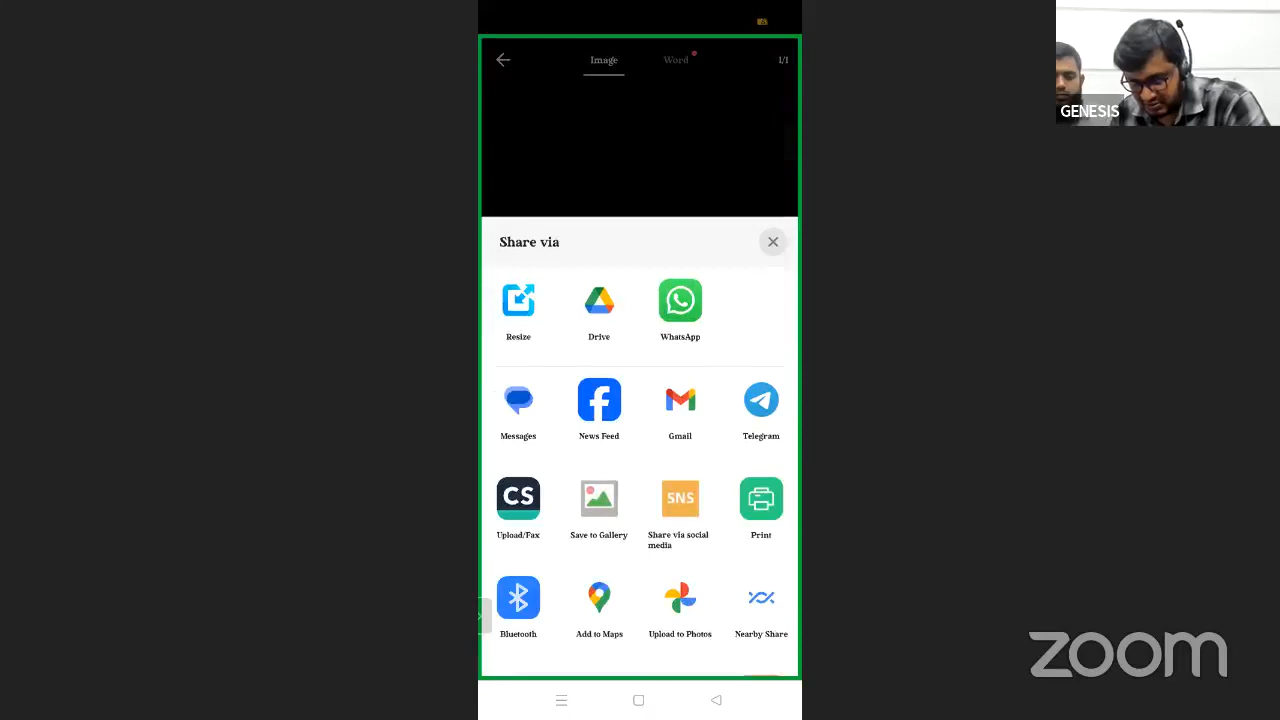 Image
Word
1/1
GENESIS
Share via
Resize
Drive
WhatsApp
Messages
News Feed
Gmail
Telegram
CS
SNS
Upload/Fax
Save to Gallery
Share via social
media
Print
Bluetooth
Add to Maps
Upload to Photos
Nearby Share
zoom